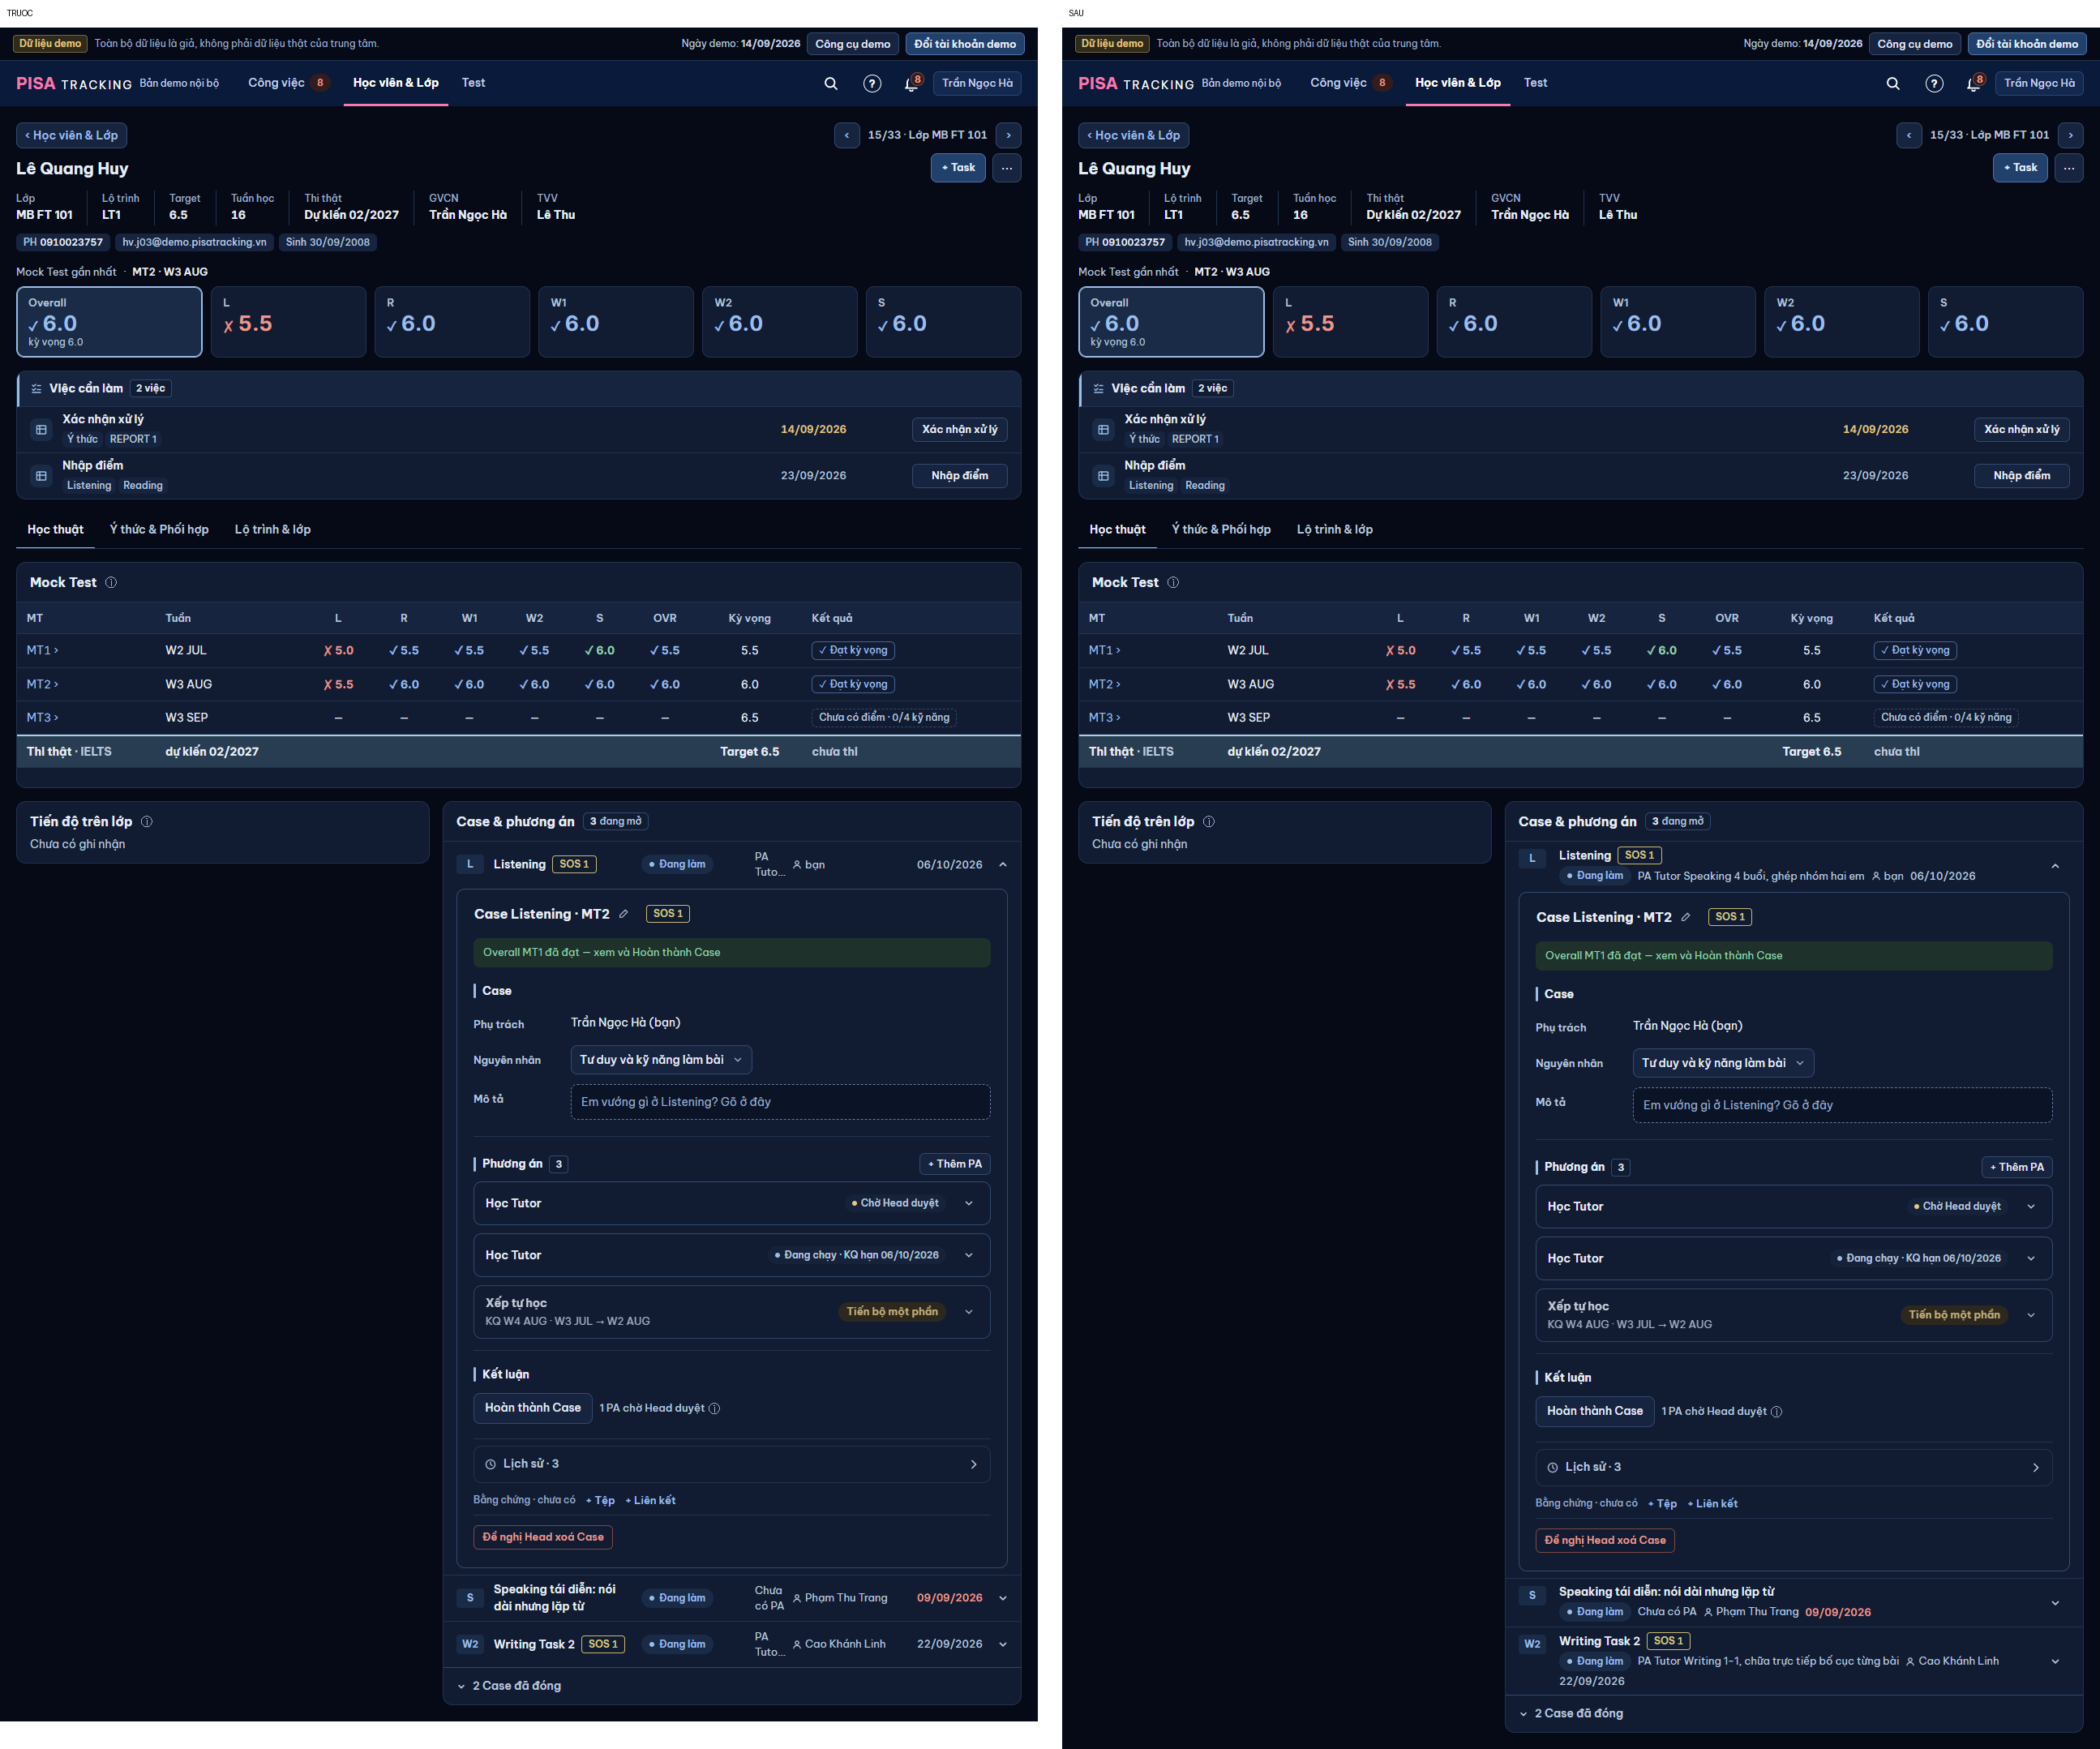 TRUOC
Dữ liệu demo Toàn bộ dữ liệu là giả, không phải dữ liệu thật của trung tâm. Ngày demo: 14/09/2026 Công cụ demo Đổi tài khoản demo
PISA TRACKING Bản demo nội bộ Công việc 8 Học viên & Lớp Test ? 8 Trần Ngọc Hà
‹ Học viên & Lớp ‹ 15/33 · Lớp MB FT 101 ›
Lê Quang Huy + Task ...
Lớp Lộ trình Target Tuần học Thi thật GVCN TVV
MB FT 101 LT1 6.5 16 Dự kiến 02/2027 Trần Ngọc Hà Lê Thu
PH 0910023757 hv.j03@demo.pisatracking.vn Sinh 30/09/2008
Mock Test gần nhất · MT2 · W3 AUG
Overall L R W1 W2 S
✓ 6.0 ✗ 5.5 ✓ 6.0 ✓ 6.0 ✓ 6.0 ✓ 6.0
kỳ vọng 6.0
Việc cần làm 2 việc
Xác nhận xử lý
Ý thức REPORT 1 14/09/2026 Xác nhận xử lý
Nhập điểm
Listening Reading 23/09/2026 Nhập điểm
Học thuật Ý thức & Phối hợp Lộ trình & lớp
Mock Test ⓘ
MT Tuần L R W1 W2 S OVR Kỳ vọng Kết quả
MT1 › W2 JUL ✗ 5.0 ✓ 5.5 ✓ 5.5 ✓ 5.5 ✓ 6.0 ✓ 5.5 5.5 ✓ Đạt kỳ vọng
MT2 › W3 AUG ✗ 5.5 ✓ 6.0 ✓ 6.0 ✓ 6.0 ✓ 6.0 ✓ 6.0 6.0 ✓ Đạt kỳ vọng
MT3 › W3 SEP – – – – – – 6.5 Chưa có điểm · 0/4 kỹ năng
Thi thật · IELTS dự kiến 02/2027 Target 6.5 chưa thi
Tiến độ trên lớp ⓘ
Chưa có ghi nhận
Case & phương án 3 đang mở
L Listening SOS 1 Đang làm PA Tuto... bạn 06/10/2026
Case Listening · MT2 SOS 1
Overall MT1 đã đạt — xem và Hoàn thành Case
Case
Phụ trách Trần Ngọc Hà (bạn)
Nguyên nhân Tư duy và kỹ năng làm bài
Mô tả Em vướng gì ở Listening? Gõ ở đây
Phương án 3 + Thêm PA
Học Tutor Chờ Head duyệt
Học Tutor Đang chạy · KQ hạn 06/10/2026
Xếp tự học Tiến bộ một phần
KQ W4 AUG · W3 JUL → W2 AUG
Kết luận
Hoàn thành Case 1 PA chờ Head duyệt ⓘ
Lịch sử · 3
Bằng chứng · chưa có + Tệp + Liên kết
Đề nghị Head xoá Case
S Speaking tái diễn: nói dài nhưng lặp từ Đang làm Chưa có PA Phạm Thu Trang 09/09/2026
W2 Writing Task 2 SOS 1 Đang làm PA Tuto... Cao Khánh Linh 22/09/2026
2 Case đã đóng
SAU
Dữ liệu demo Toàn bộ dữ liệu là giả, không phải dữ liệu thật của trung tâm. Ngày demo: 14/09/2026 Công cụ demo Đổi tài khoản demo
PISA TRACKING Bản demo nội bộ Công việc 8 Học viên & Lớp Test ? 8 Trần Ngọc Hà
‹ Học viên & Lớp ‹ 15/33 · Lớp MB FT 101 ›
Lê Quang Huy + Task ...
Lớp Lộ trình Target Tuần học Thi thật GVCN TVV
MB FT 101 LT1 6.5 16 Dự kiến 02/2027 Trần Ngọc Hà Lê Thu
PH 0910023757 hv.j03@demo.pisatracking.vn Sinh 30/09/2008
Mock Test gần nhất · MT2 · W3 AUG
Overall L R W1 W2 S
✓ 6.0 ✗ 5.5 ✓ 6.0 ✓ 6.0 ✓ 6.0 ✓ 6.0
kỳ vọng 6.0
Việc cần làm 2 việc
Xác nhận xử lý
Ý thức REPORT 1 14/09/2026 Xác nhận xử lý
Nhập điểm
Listening Reading 23/09/2026 Nhập điểm
Học thuật Ý thức & Phối hợp Lộ trình & lớp
Mock Test ⓘ
MT Tuần L R W1 W2 S OVR Kỳ vọng Kết quả
MT1 › W2 JUL ✗ 5.0 ✓ 5.5 ✓ 5.5 ✓ 5.5 ✓ 6.0 ✓ 5.5 5.5 ✓ Đạt kỳ vọng
MT2 › W3 AUG ✗ 5.5 ✓ 6.0 ✓ 6.0 ✓ 6.0 ✓ 6.0 ✓ 6.0 6.0 ✓ Đạt kỳ vọng
MT3 › W3 SEP – – – – – – 6.5 Chưa có điểm · 0/4 kỹ năng
Thi thật · IELTS dự kiến 02/2027 Target 6.5 chưa thi
Tiến độ trên lớp ⓘ
Chưa có ghi nhận
Case & phương án 3 đang mở
L Listening SOS 1
Đang làm PA Tutor Speaking 4 buổi, ghép nhóm hai em bạn 06/10/2026
Case Listening · MT2 SOS 1
Overall MT1 đã đạt — xem và Hoàn thành Case
Case
Phụ trách Trần Ngọc Hà (bạn)
Nguyên nhân Tư duy và kỹ năng làm bài
Mô tả Em vướng gì ở Listening? Gõ ở đây
Phương án 3 + Thêm PA
Học Tutor Chờ Head duyệt
Học Tutor Đang chạy · KQ hạn 06/10/2026
Xếp tự học Tiến bộ một phần
KQ W4 AUG · W3 JUL → W2 AUG
Kết luận
Hoàn thành Case 1 PA chờ Head duyệt ⓘ
Lịch sử · 3
Bằng chứng · chưa có + Tệp + Liên kết
Đề nghị Head xoá Case
S Speaking tái diễn: nói dài nhưng lặp từ
Đang làm Chưa có PA Phạm Thu Trang 09/09/2026
W2 Writing Task 2 SOS 1
Đang làm PA Tutor Writing 1-1, chữa trực tiếp bố cục từng bài Cao Khánh Linh
22/09/2026
2 Case đã đóng